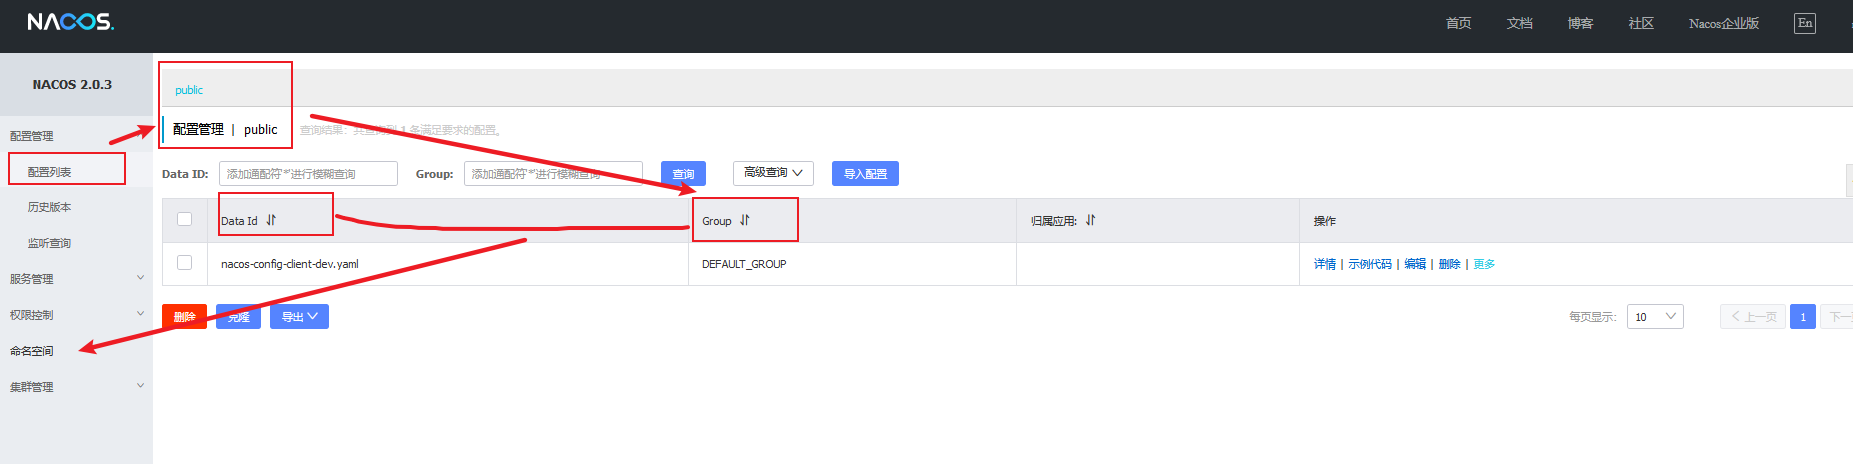 NACOS.
首页 文档 博客 社区 Nacos企业版 En
NACOS 2.0.3
public
配置管理
配置管理 | public 查询结果：共查询到 1 条满足要求的配置。
配置列表
Data ID: 添加通配符'*'进行模糊查询 Group: 添加通配符'*'进行模糊查询 查询 高级查询 导入配置
历史版本
Data Id Group 归属应用: 操作
监听查询
nacos-config-client-dev.yaml DEFAULT_GROUP 详情 | 示例代码 | 编辑 | 删除 | 更多
服务管理
权限控制
删除 克隆 导出 每页显示: 10 上一页 1 下一
命名空间
集群管理